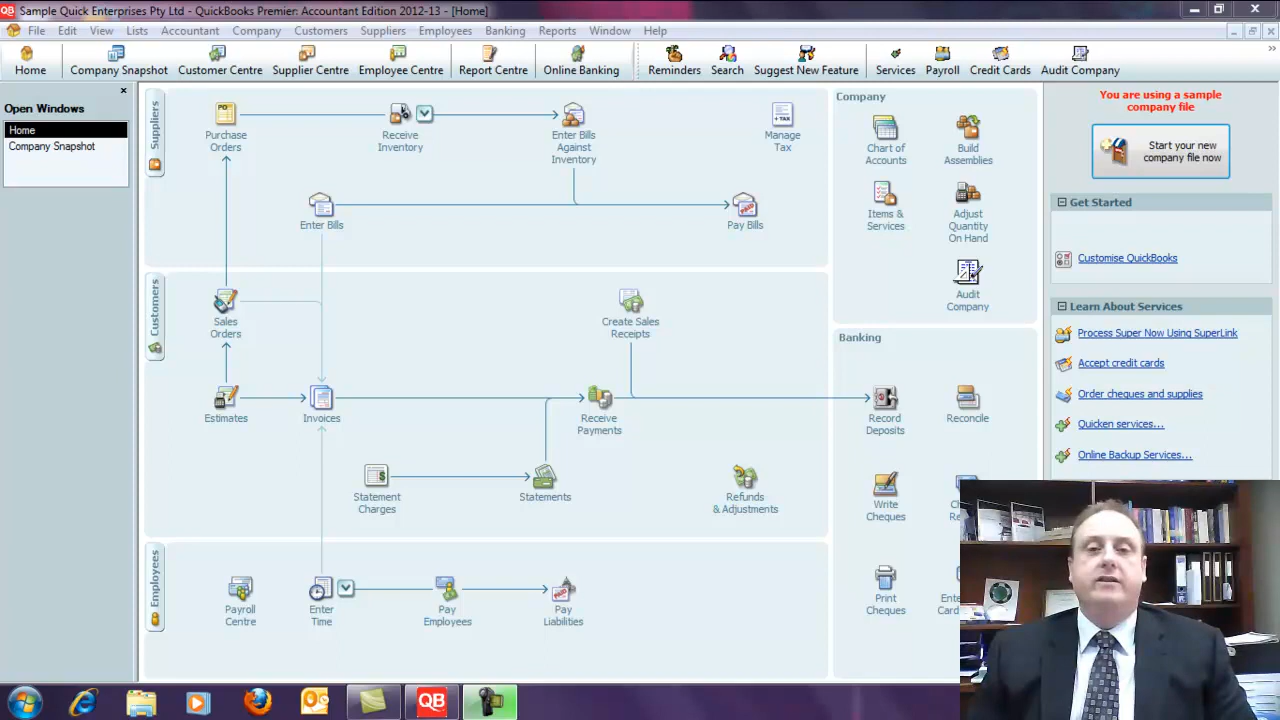 QB Sample Quick Enterprises Pty Ltd - QuickBooks Premier: Accountant Edition 2012-13 - [Home]
File Edit View Lists Accountant Company Customers Suppliers Employees Banking Reports Window Help
Home Company Snapshot Customer Centre Supplier Centre Employee Centre Report Centre Online Banking Reminders Search Suggest New Feature Services Payroll Credit Cards Audit Company
Open Windows
Home
Company Snapshot
Suppliers
PO
Purchase
Orders
Receive
Inventory
Enter Bills
Against
Inventory
+TAX
Manage
Tax
Enter Bills
Pay Bills
Customers
Sales
Orders
Create Sales
Receipts
Estimates
Invoices
Receive
Payments
Statement
Charges
Statements
Refunds
& Adjustments
Employees
Payroll
Centre
Enter
Time
Pay
Employees
Pay
Liabilities
Company
Chart of
Accounts
Build
Assemblies
Items &
Services
Adjust
Quantity
On Hand
Audit
Company
Banking
Record
Deposits
Reconcile
Write
Cheques
Print
Cheques
You are using a sample
company file
Start your new
company file now
Get Started
Customise QuickBooks
Learn About Services
Process Super Now Using SuperLink
Accept credit cards
Order cheques and supplies
Quicken services...
Online Backup Services...
QB